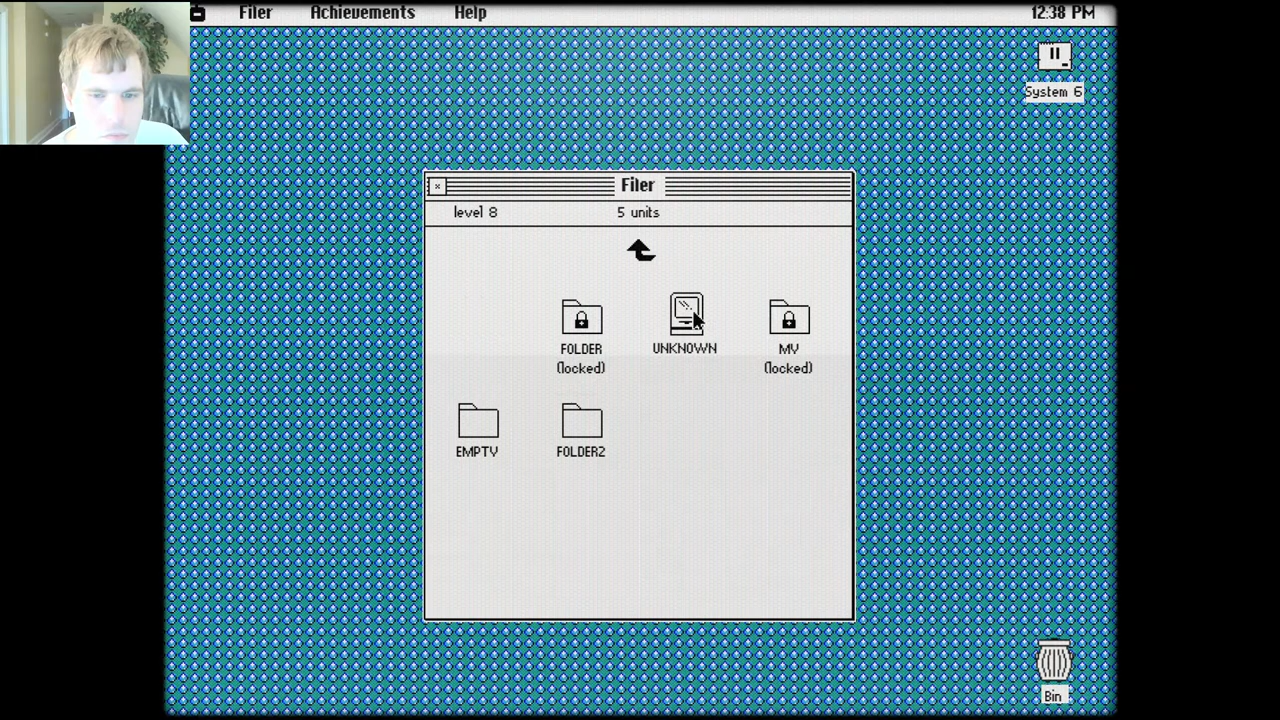 Filer Achievements Help 12:38 PM
System 6
Filer
level 8 5 units
FOLDER
(locked)
UNKNOWN
MY
(locked)
EMPTY
FOLDER2
Bin